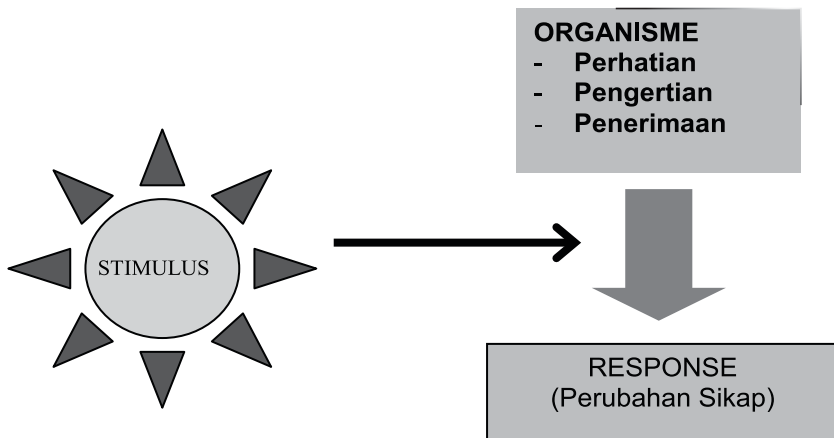 ORGANISME
- Perhatian
- Pengertian
- Penerimaan
STIMULUS
RESPONSE
(Perubahan Sikap)